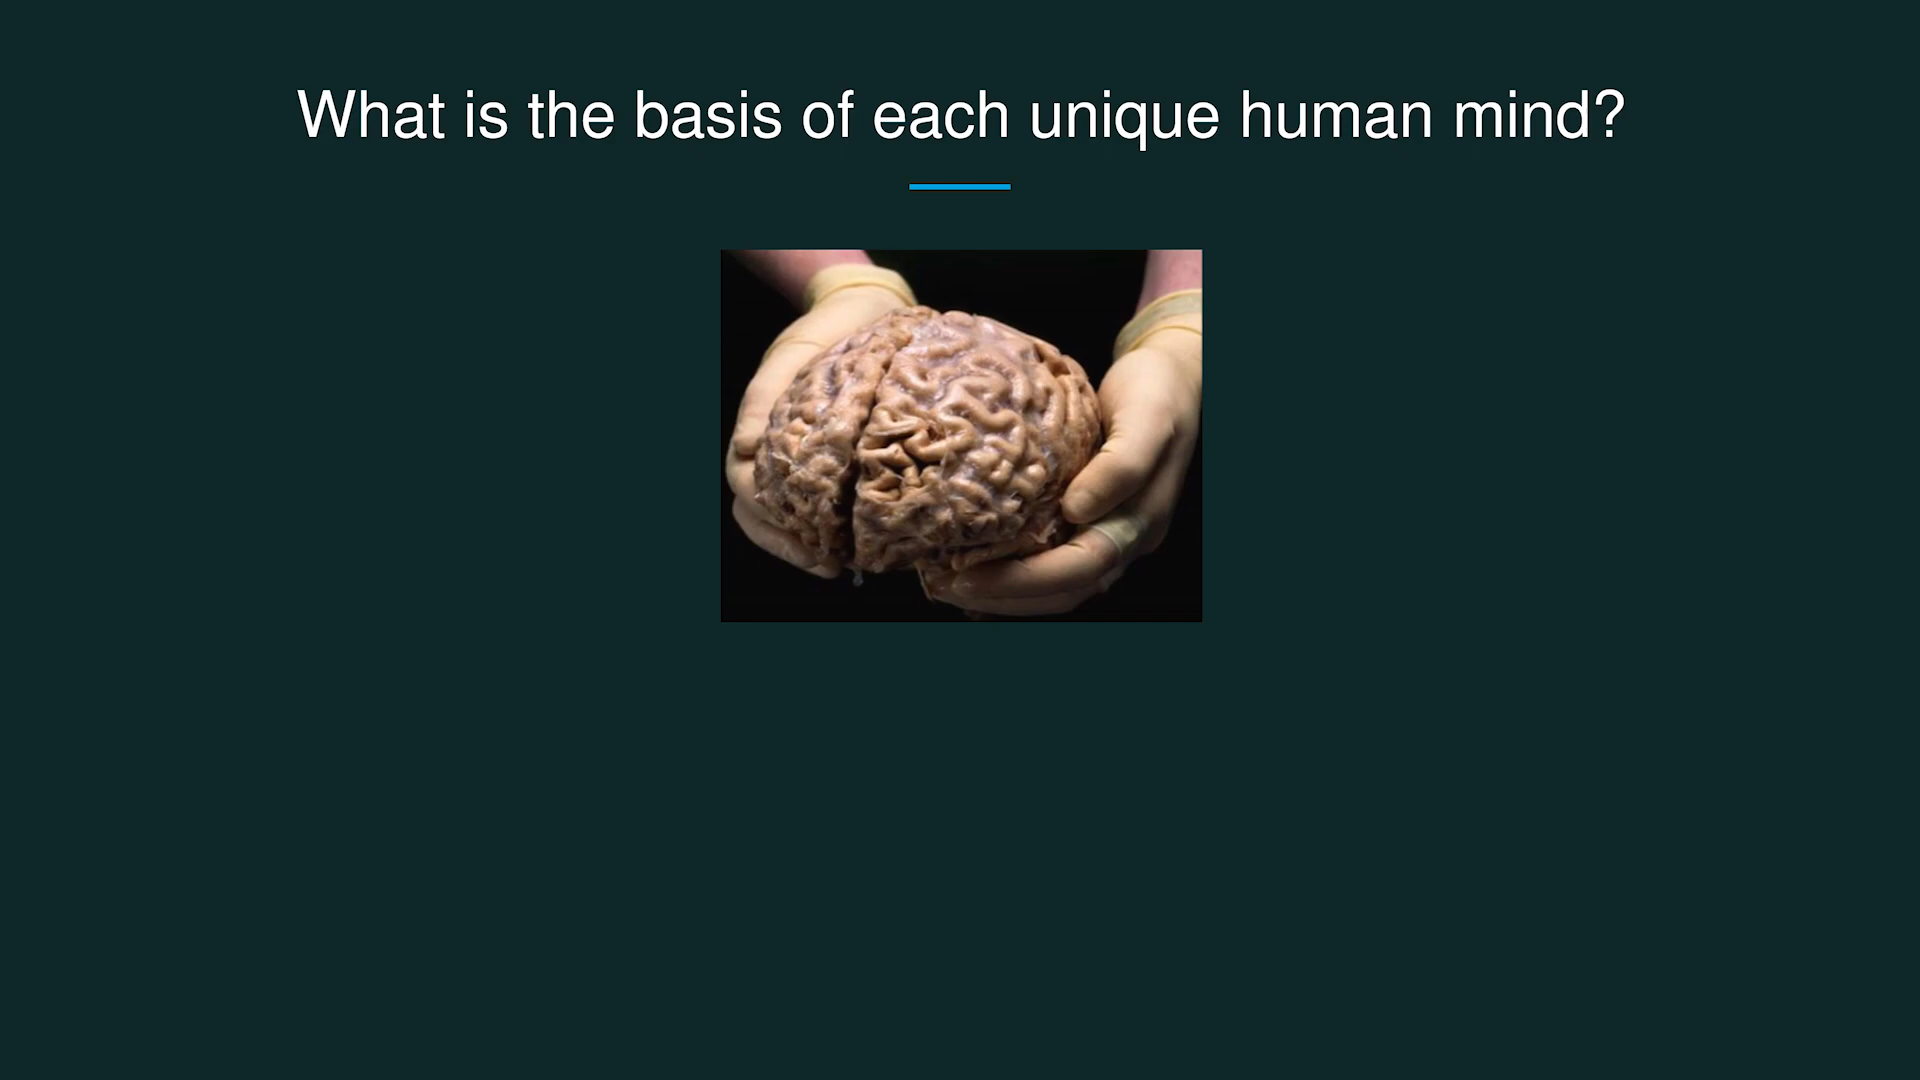 What is the basis of each unique human mind?